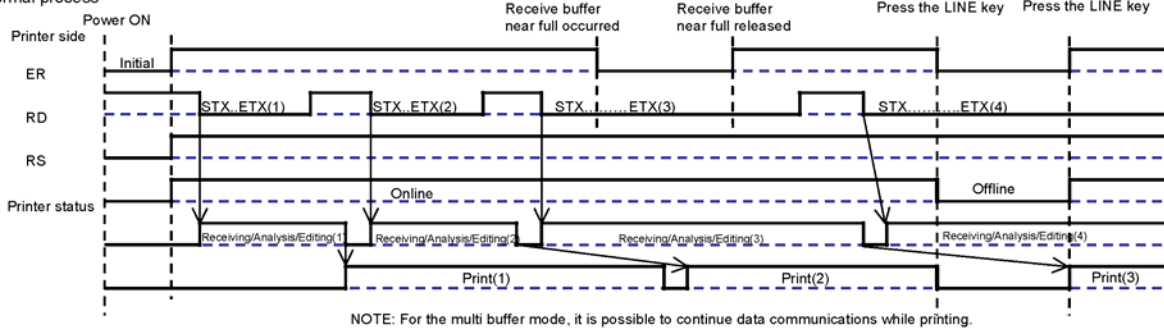 ormal process
Power ON
Receive buffer
near full occurred
Receive buffer
near full released
Press the LINE key
Press the LINE key
Printer side
Initial
ER
STX..ETX(1)
STX..ETX(2)
STX.........ETX(3)
STX............ETX(4)
RD
RS
Online
Offline
Printer status
Receiving/Analysis/Editing(1)
Receiving/Analysis/Editing(2)
Receiving/Analysis/Editing(3)
Receiving/Analysis/Editing(4)
Print(1)
Print(2)
Print(3)
NOTE: For the multi buffer mode, it is possible to continue data communications while printing.